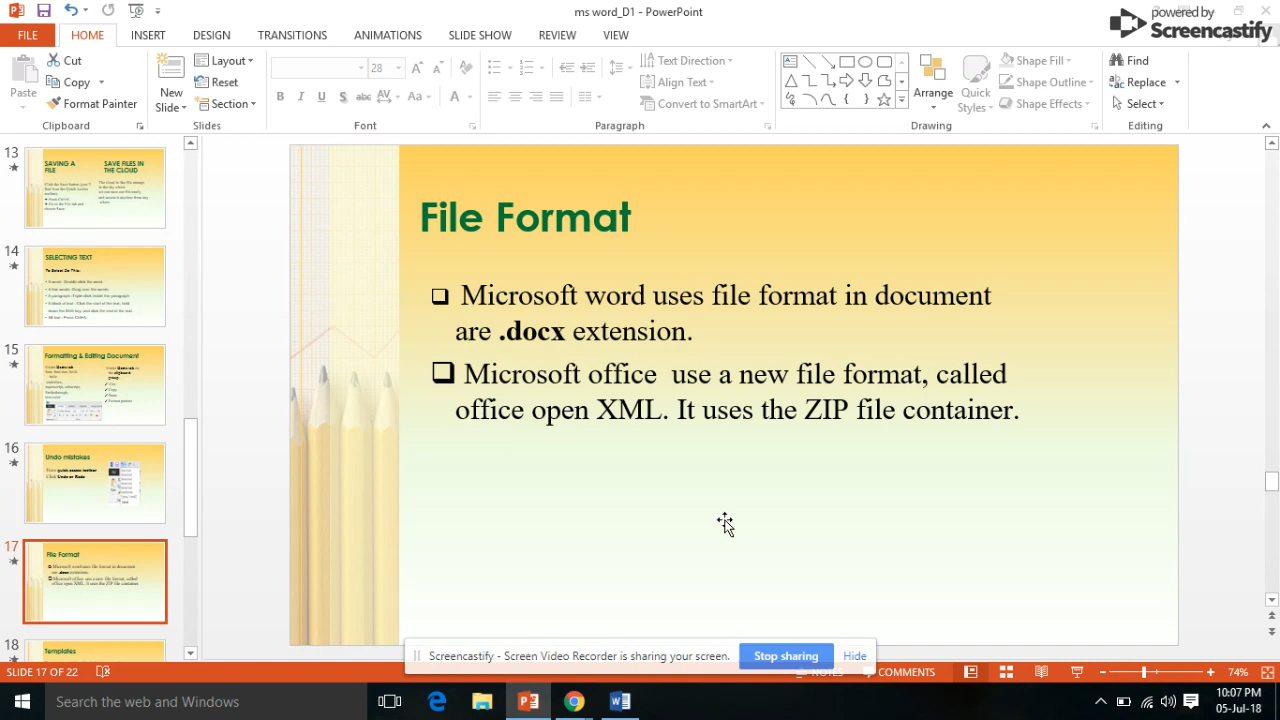 ms word_D1 - PowerPoint
powered by
Screencastify
FILE HOME INSERT DESIGN TRANSITIONS ANIMATIONS SLIDE SHOW REVIEW VIEW
Paste
Cut
Copy
Format Painter
Clipboard
New
Slide
Layout
Reset
Section
Slides
28
Font
Text Direction
Align Text
Convert to SmartArt
Paragraph
Arrange
Quick
Styles
Shape Fill
Shape Outline
Shape Effects
Drawing
Find
Replace
Select
Editing
13
SAVING A
FILE
SAVE FILES IN
THE CLOUD
14
SELECTING TEXT
15
Formatting & Editing Document
16
Undo mistakes
17
File Format
18
Templates
File Format
Microsoft word uses file format in document
are .docx extension.
Microsoft office use a new file format, called
office open XML. It uses the ZIP file container.
Screencastify - Screen Video Recorder is sharing your screen.
Stop sharing
Hide
SLIDE 17 OF 22
NOTES
COMMENTS
74%
Search the web and Windows
10:07 PM
05-Jul-18